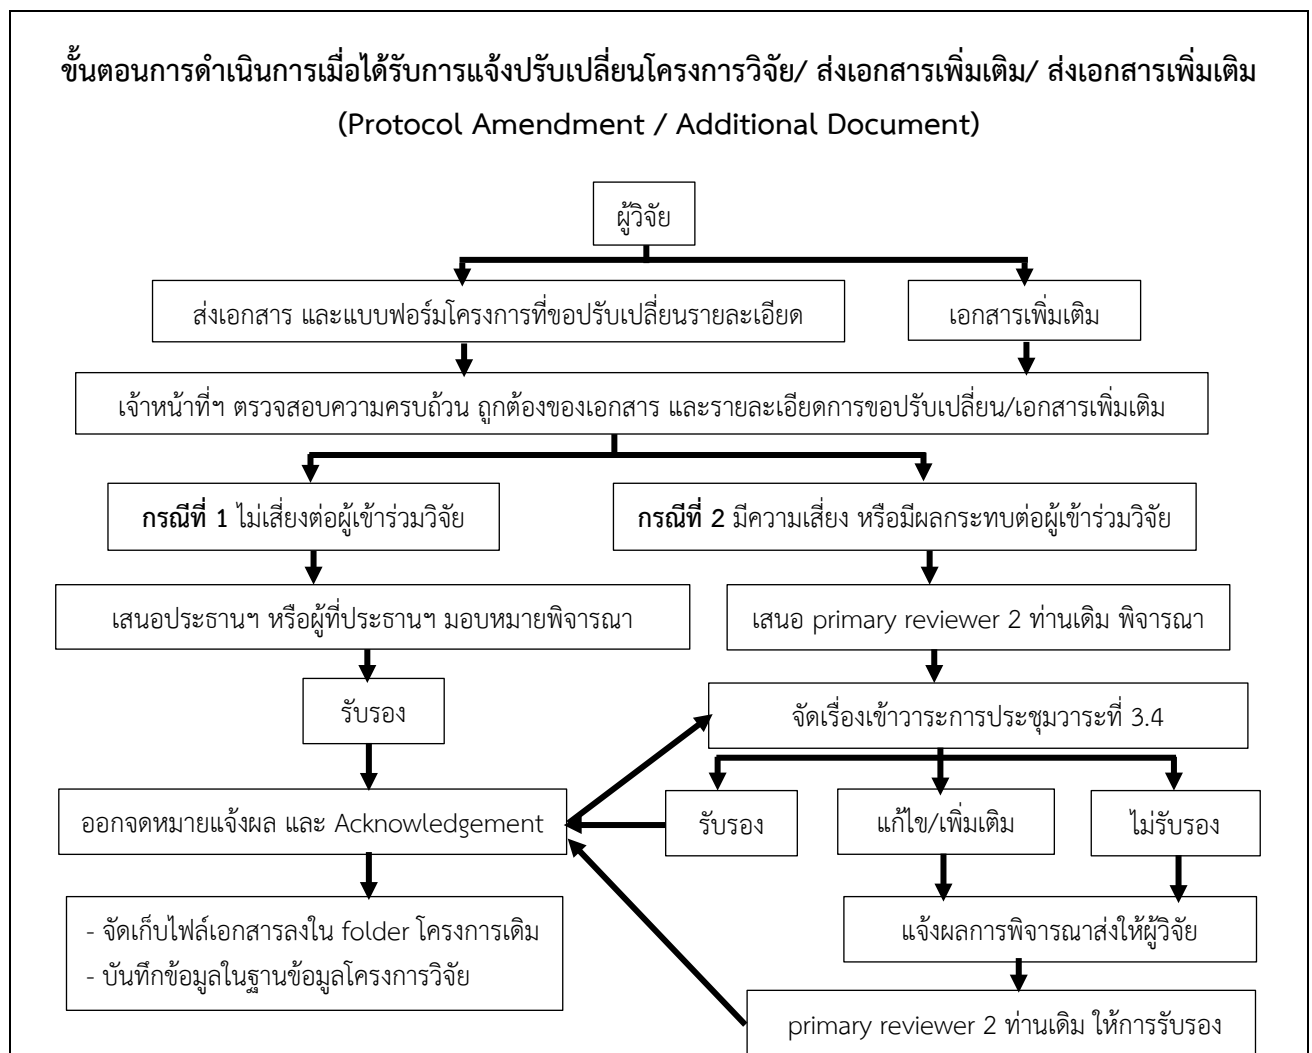 ขั้นตอนการดำเนินการเมื่อได้รับการแจ้งปรับเปลี่ยนโครงการวิจัย/ ส่งเอกสารเพิ่มเติม/ ส่งเอกสารเพิ่มเติม
(Protocol Amendment / Additional Document)
ผู้วิจัย
ส่งเอกสาร และแบบฟอร์มโครงการที่ขอปรับเปลี่ยนรายละเอียด
เอกสารเพิ่มเติม
เจ้าหน้าที่ฯ ตรวจสอบความครบถ้วน ถูกต้องของเอกสาร และรายละเอียดการขอปรับเปลี่ยน/เอกสารเพิ่มเติม
กรณีที่ 1 ไม่เสี่ยงต่อผู้เข้าร่วมวิจัย
กรณีที่ 2 มีความเสี่ยง หรือมีผลกระทบต่อผู้เข้าร่วมวิจัย
เสนอประธานฯ หรือผู้ที่ประธานฯ มอบหมายพิจารณา
เสนอ primary reviewer 2 ท่านเดิม พิจารณา
รับรอง
จัดเรื่องเข้าวาระการประชุมวาระที่ 3.4
ออกจดหมายแจ้งผล และ Acknowledgement
รับรอง
แก้ไข/เพิ่มเติม
ไม่รับรอง
- จัดเก็บไฟล์เอกสารลงใน folder โครงการเดิม
- บันทึกข้อมูลในฐานข้อมูลโครงการวิจัย
แจ้งผลการพิจารณาส่งให้ผู้วิจัย
primary reviewer 2 ท่านเดิม ให้การรับรอง